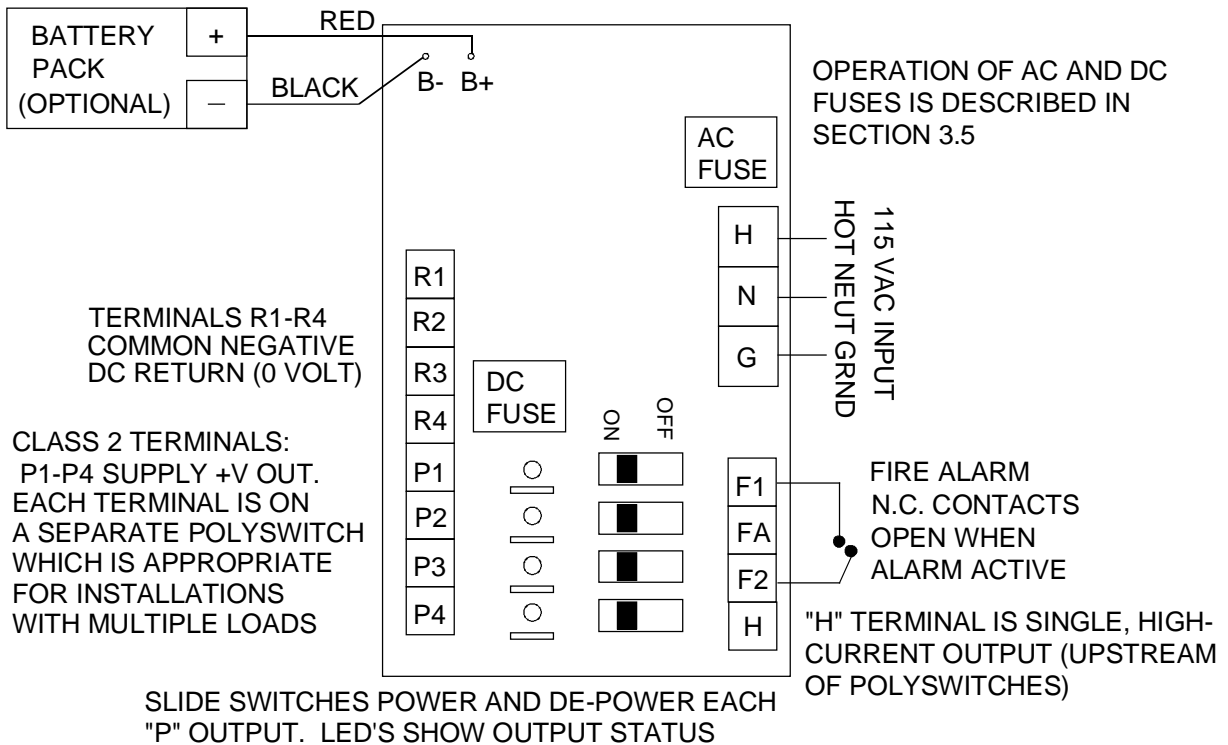 BATTERY
PACK
(OPTIONAL)
+
−
RED
BLACK
B- B+
OPERATION OF AC AND DC
FUSES IS DESCRIBED IN
SECTION 3.5
AC
FUSE
H
N
G
HOT NEUT GRND
115 VAC INPUT
R1
R2
R3
R4
P1
P2
P3
P4
TERMINALS R1-R4
COMMON NEGATIVE
DC RETURN (0 VOLT)
DC
FUSE
ON
OFF
CLASS 2 TERMINALS:
P1-P4 SUPPLY +V OUT.
EACH TERMINAL IS ON
A SEPARATE POLYSWITCH
WHICH IS APPROPRIATE
FOR INSTALLATIONS
WITH MULTIPLE LOADS
F1
FA
F2
H
FIRE ALARM
N.C. CONTACTS
OPEN WHEN
ALARM ACTIVE
"H" TERMINAL IS SINGLE, HIGH-
CURRENT OUTPUT (UPSTREAM
OF POLYSWITCHES)
SLIDE SWITCHES POWER AND DE-POWER EACH
"P" OUTPUT. LED'S SHOW OUTPUT STATUS